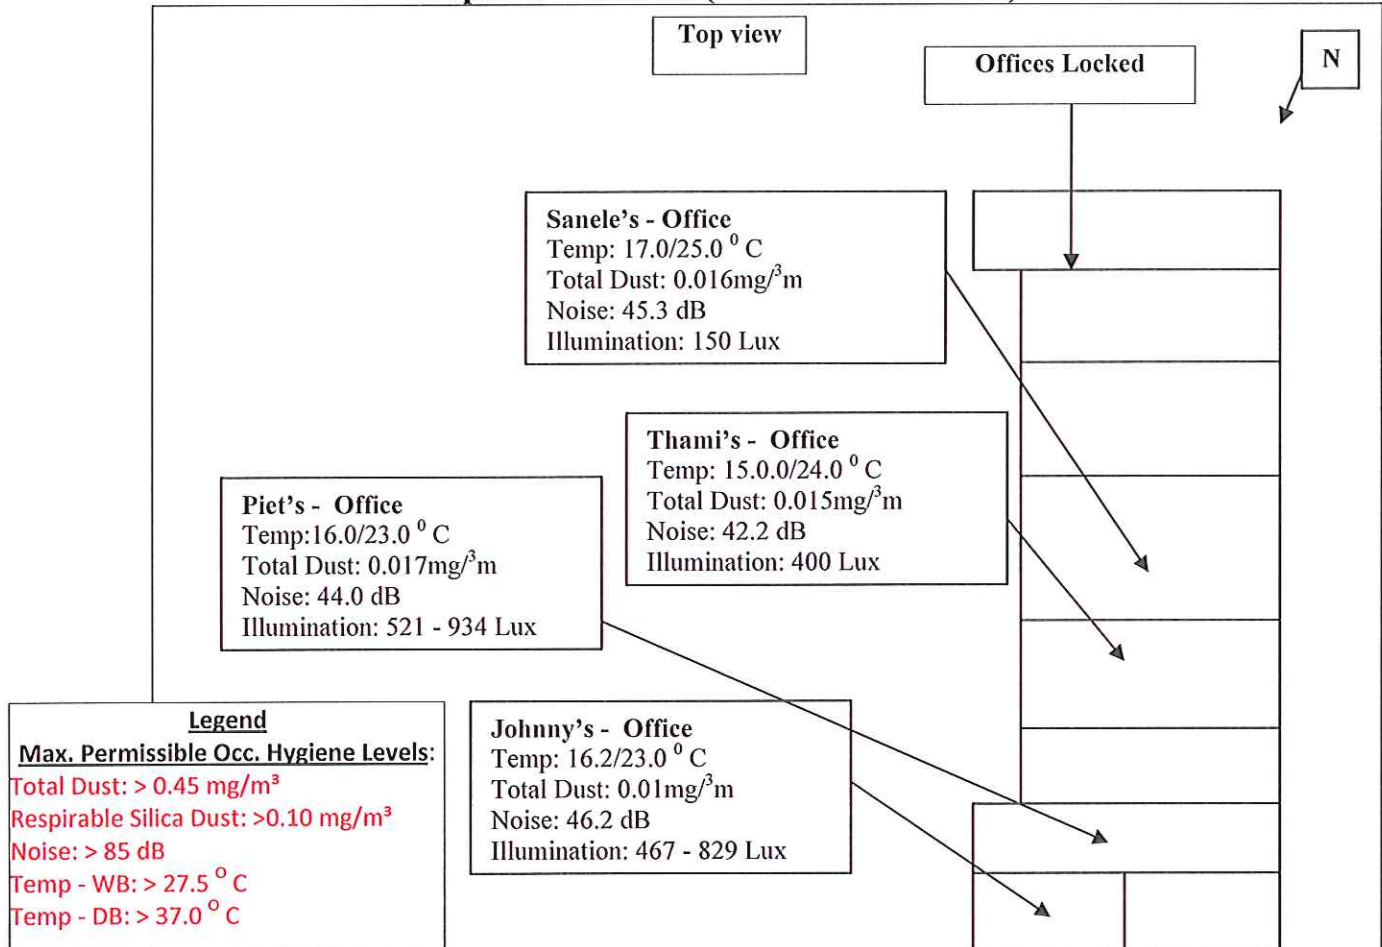 Top view
Offices Locked
N
Sanele's - Office
Temp: 17.0/25.0 ⁰ C
Total Dust: 0.016mg/³m
Noise: 45.3 dB
Illumination: 150 Lux
Thami's - Office
Temp: 15.0.0/24.0 ⁰ C
Total Dust: 0.015mg/³m
Noise: 42.2 dB
Illumination: 400 Lux
Piet's - Office
Temp:16.0/23.0 ⁰ C
Total Dust: 0.017mg/³m
Noise: 44.0 dB
Illumination: 521 - 934 Lux
Johnny's - Office
Temp: 16.2/23.0 ⁰ C
Total Dust: 0.01mg/³m
Noise: 46.2 dB
Illumination: 467 - 829 Lux
Legend
Max. Permissible Occ. Hygiene Levels:
Total Dust: > 0.45 mg/m³
Respirable Silica Dust: >0.10 mg/m³
Noise: > 85 dB
Temp - WB: > 27.5 ᴼ C
Temp - DB: > 37.0 ᴼ C